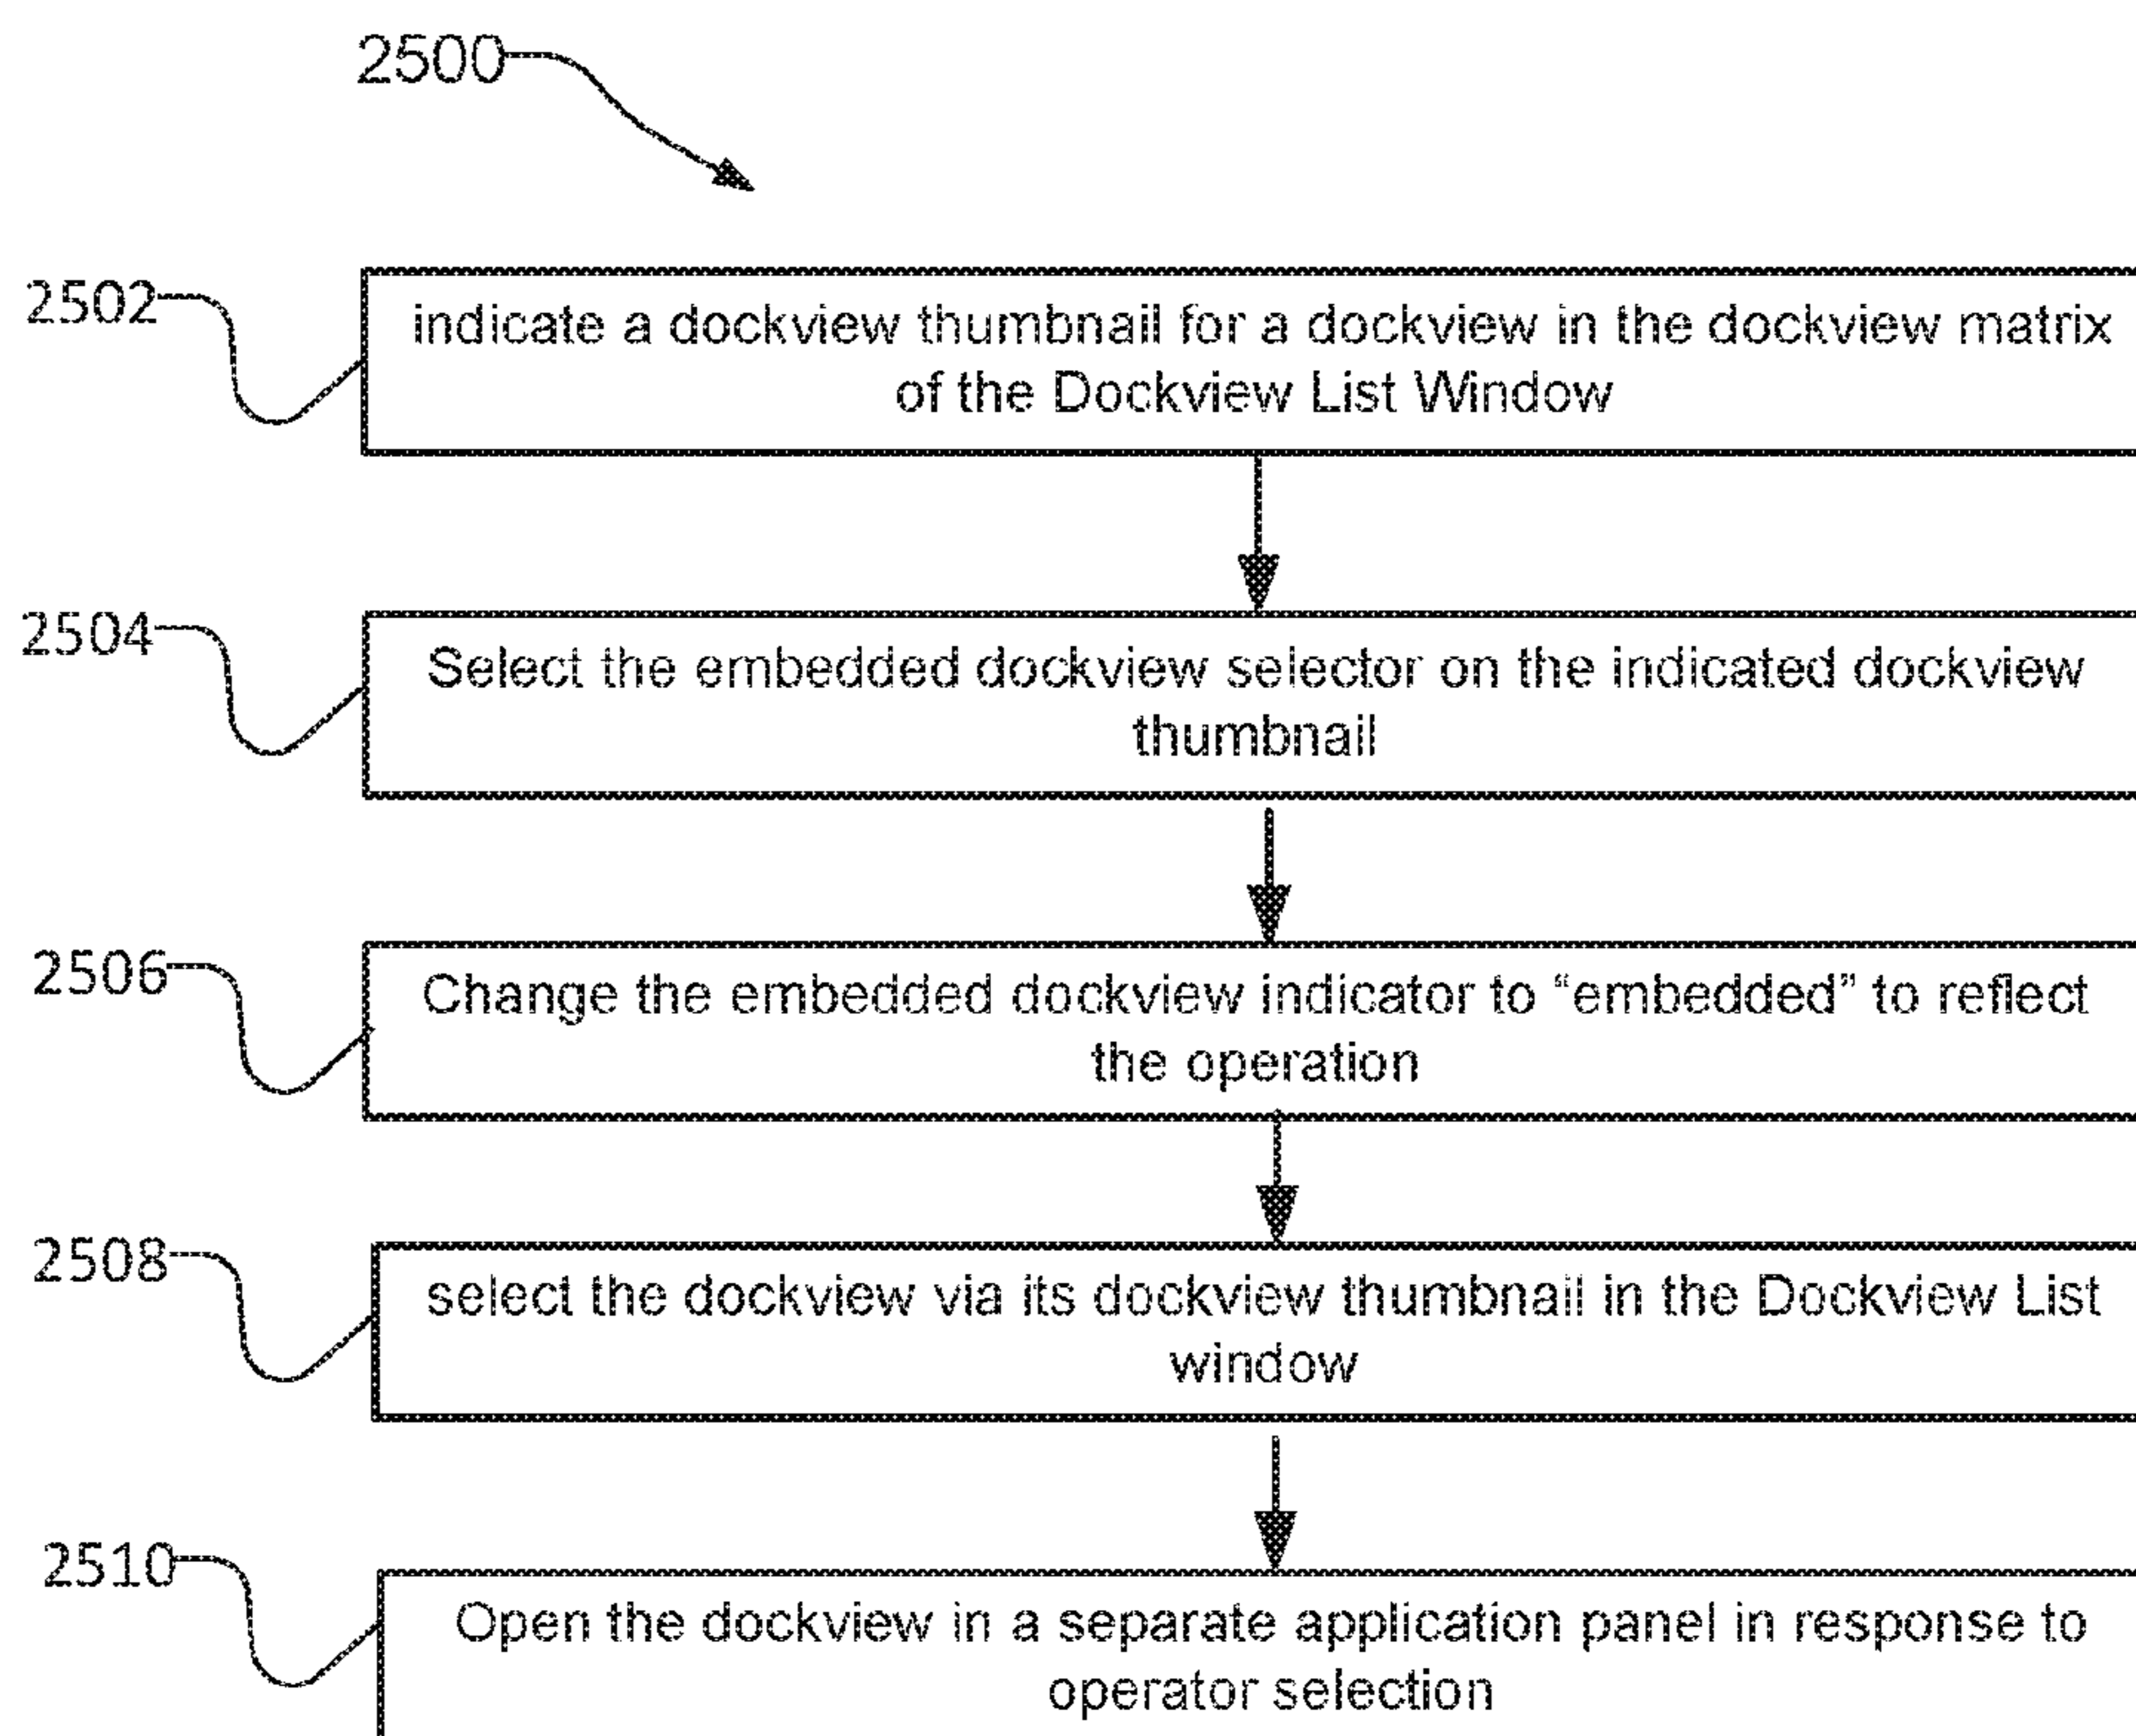 2500
2502
indicate a dockview thumbnail for a dockview in the dockview matrix
of the Dockview List Window
2504
Select the embedded dockview selector on the indicated dockview
thumbnail
2506
Change the embedded dockview indicator to “embedded” to reflect
the operation
2508
select the dockview via its dockview thumbnail in the Dockview List
window
2510
Open the dockview in a separate application panel in response to
operator selection